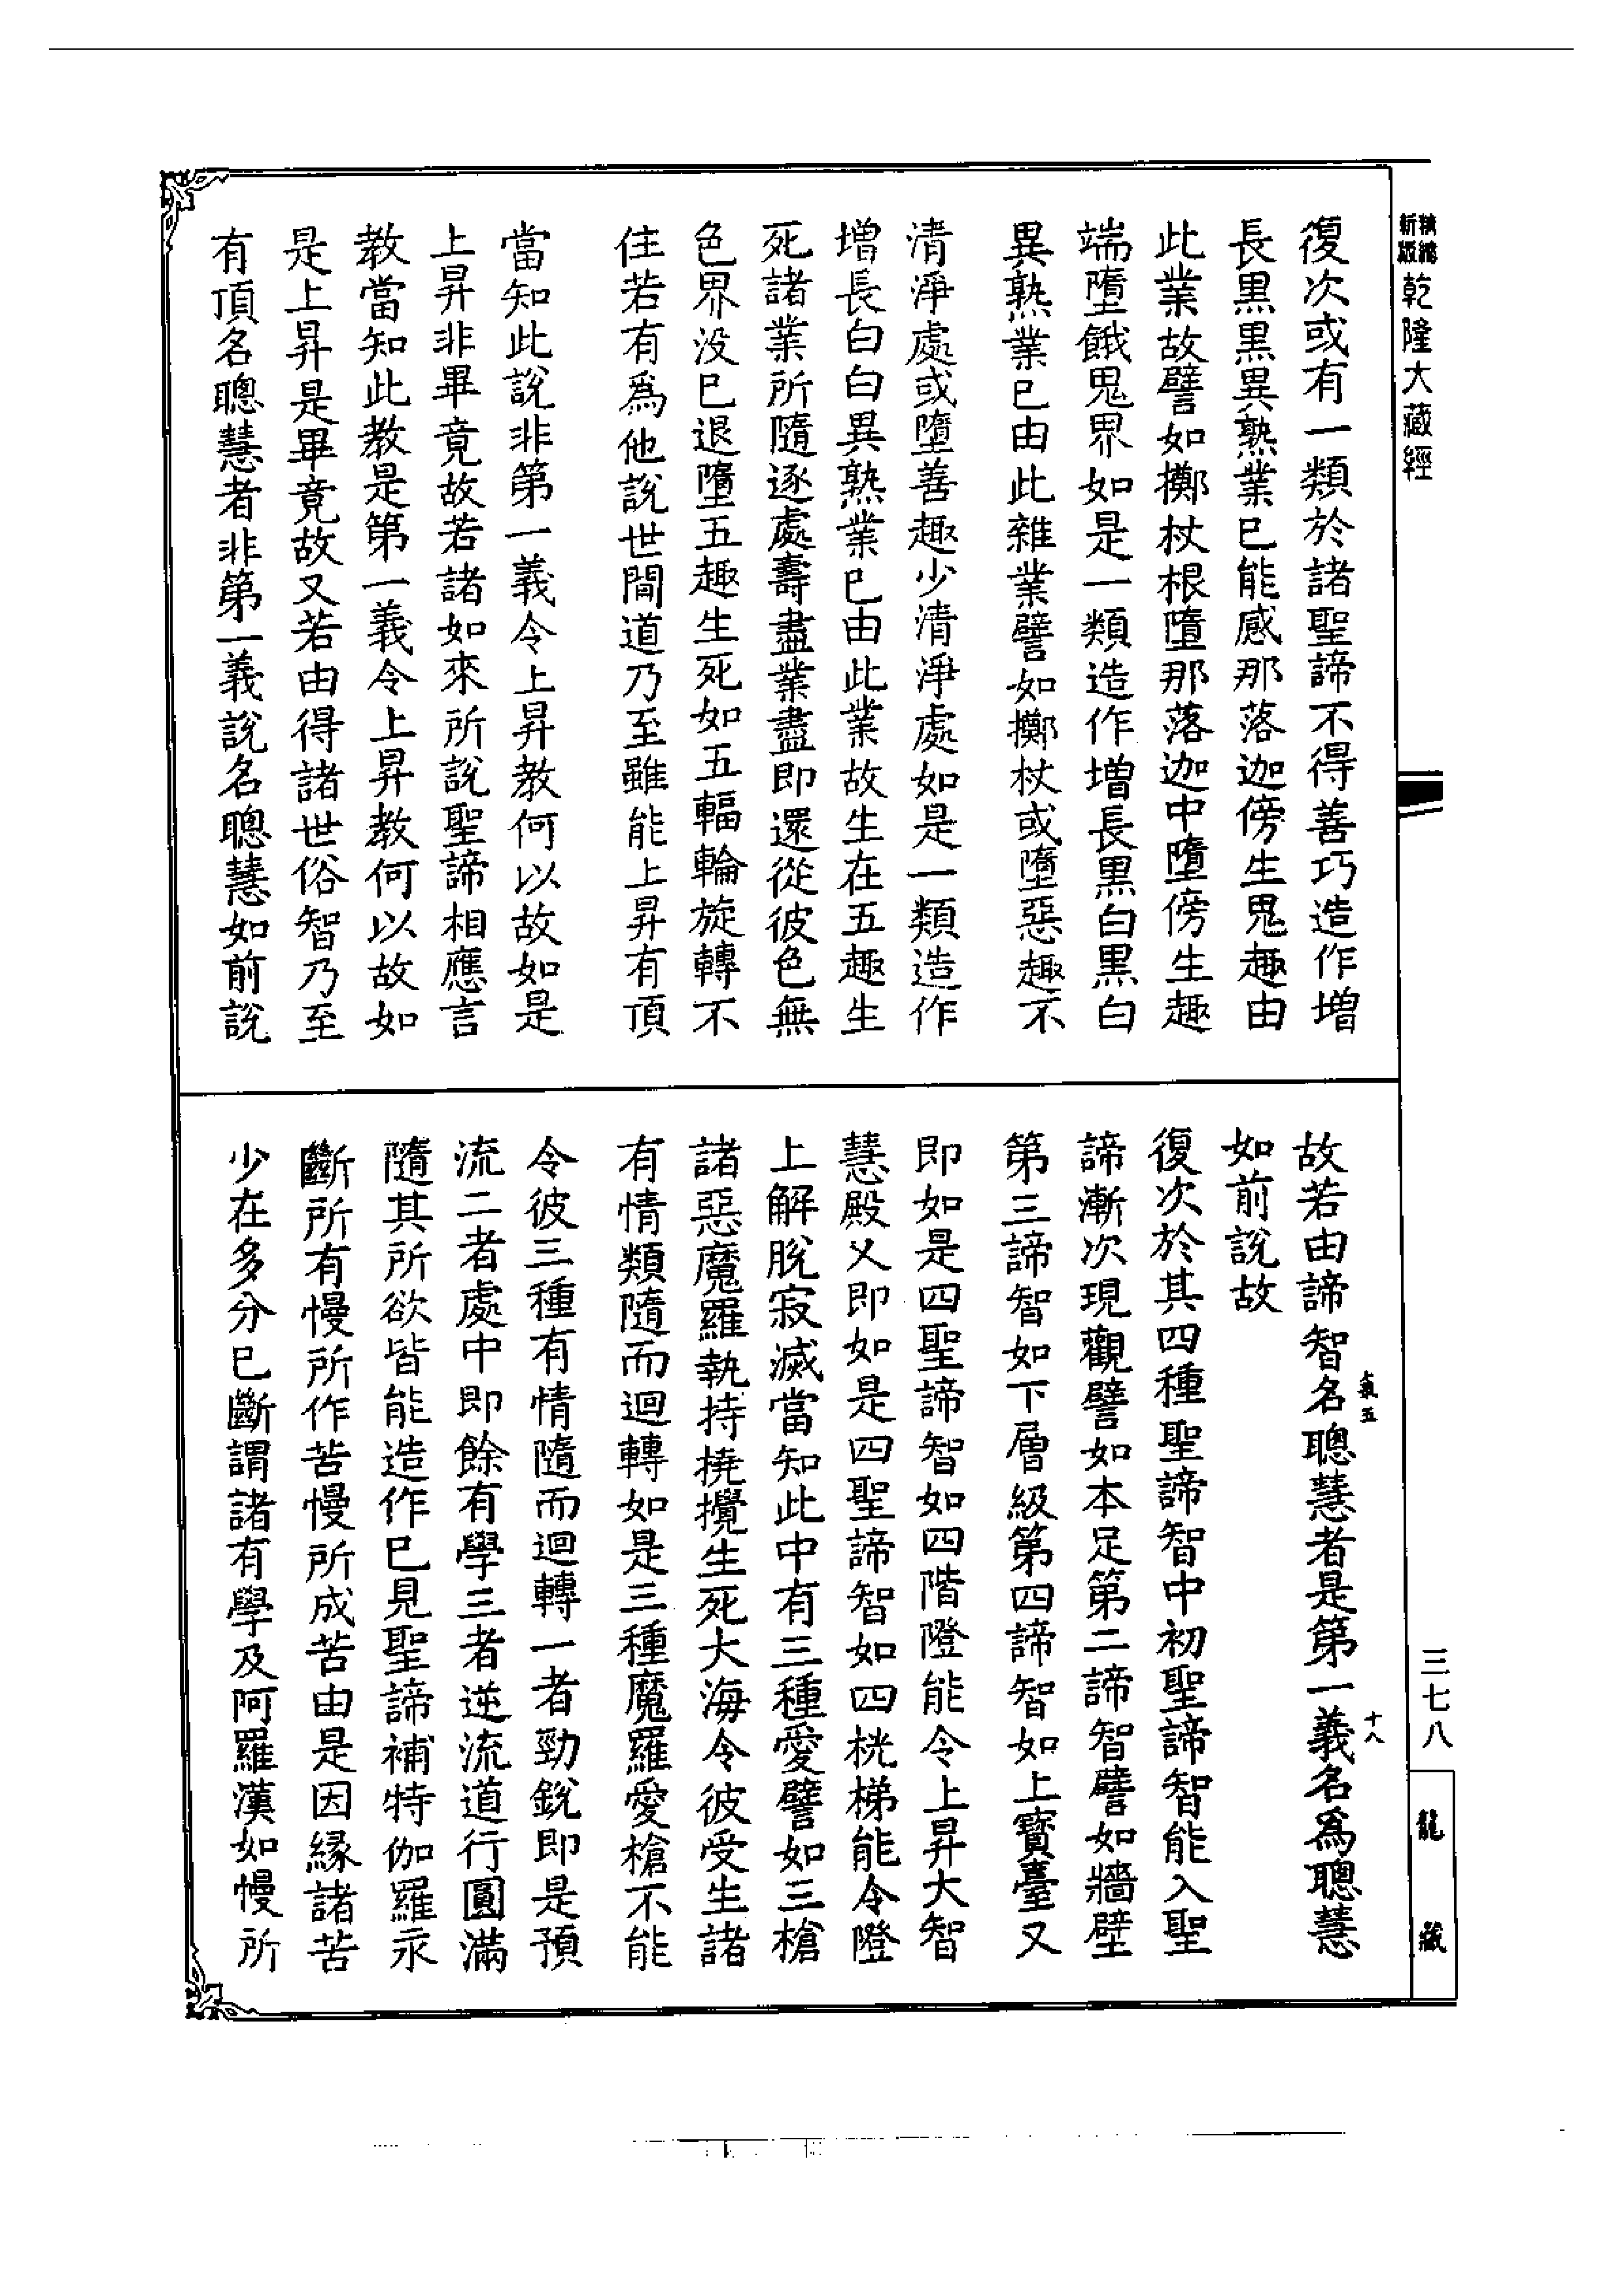 精編
新版
乾隆大藏經
復次或有一類於諸聖諦不得善巧造作增
長黒黒異熟業已能感那落迦傍生鬼趣由
此業故譬如擲杖根墮那落迦中墮傍生趣
端墮餓鬼界如是一類造作增長黒白黒白
異熟業已由此雜業譬如擲杖或墮惡趣不
清淨處或墮善趣少清淨處如是一類造作
增長白白異熟業已由此業故生在五趣生
死諸業所隨逐處壽盡業盡即還從彼色無
色界没已退墮五趣生死如五輻輪旋轉不
住若有爲他說世間道乃至雖能上昇有頂
當知此說非第一義令上昇教何以故如是
上昇非畢竟故若諸如來所說聖諦相應言
教當知此教是第一義令上昇教何以故如
是上昇是畢竟故又若由得諸世俗智乃至
有頂名聰慧者非第一義說名聰慧如前說
故若由諦智名聰慧者是第一義名爲聰慧
如前說故
復次於其四種聖諦智中初聖諦智能入聖
諦漸次現觀譬如本足第二諦智譬如牆壁
第三諦智如下層級第四諦智如上寶臺又
即如是四聖諦智如四階隥能令上昇大智
慧殿又即如是四聖諦智如四桄梯能令隥
上解脫寂滅當知此中有三種愛譬如三槍
諸惡魔羅執持撓攪生死大海令彼受生諸
有情類隨而迴轉如是三種魔羅愛槍不能
令彼三種有情隨而迴轉一者勁銳即是預
流二者處中即餘有學三者逆流道行圓滿
隨其所欲皆能造作已見聖諦補特伽羅永
斷所有慢所作苦慢所成苦由是因緣諸苦
少在多分已斷謂諸有學及阿羅漢如慢所
氣五
十八
三七八
龍藏